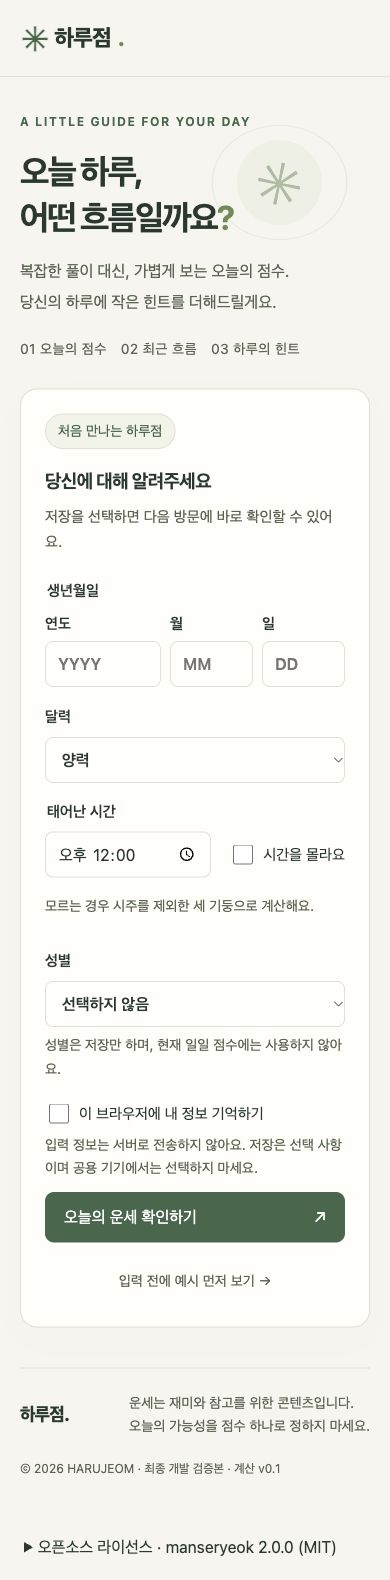 하루점 .
A LITTLE GUIDE FOR YOUR DAY
오늘 하루,
어떤 흐름일까요?
복잡한 풀이 대신, 가볍게 보는 오늘의 점수.
당신의 하루에 작은 힌트를 더해드릴게요.
01 오늘의 점수 02 최근 흐름 03 하루의 힌트
처음 만나는 하루점
당신에 대해 알려주세요
저장을 선택하면 다음 방문에 바로 확인할 수 있어
요.
생년월일
연도 월 일
YYYY MM DD
달력
양력
태어난 시간
오후 12:00 시간을 몰라요
모르는 경우 시주를 제외한 세 기둥으로 계산해요.
성별
선택하지 않음
성별은 저장만 하며, 현재 일일 점수에는 사용하지 않아
요.
이 브라우저에 내 정보 기억하기
입력 정보는 서버로 전송하지 않아요. 저장은 선택 사항
이며 공용 기기에서는 선택하지 마세요.
오늘의 운세 확인하기 ↗
입력 전에 예시 먼저 보기 →
하루점.
운세는 재미와 참고를 위한 콘텐츠입니다.
오늘의 가능성을 점수 하나로 정하지 마세요.
© 2026 HARUJEOM · 최종 개발 검증본 · 계산 v0.1
▶ 오픈소스 라이선스 · manseryeok 2.0.0 (MIT)